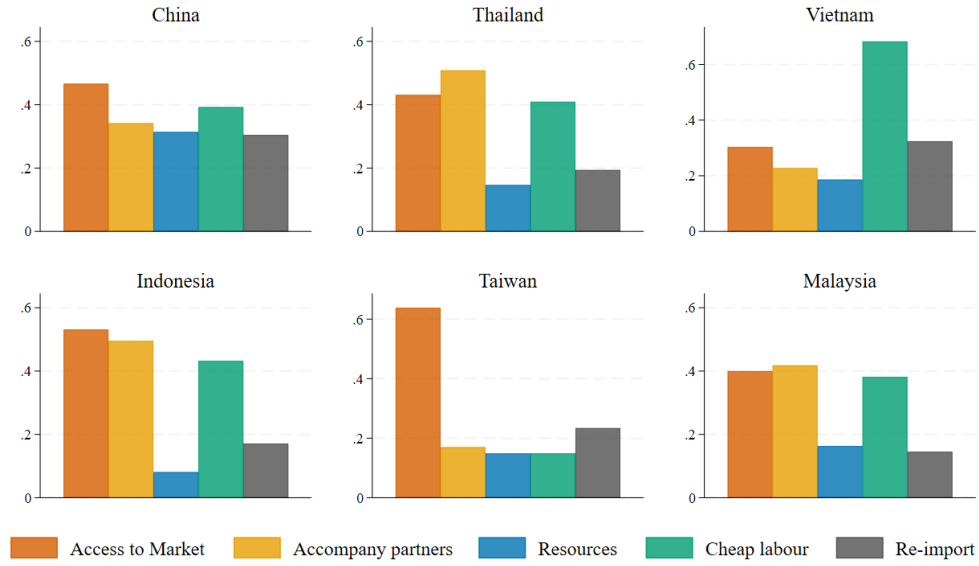 China
Thailand
Vietnam
.6
.4
.2
0
.6
.4
.2
0
.6
.4
.2
0
Indonesia
Taiwan
Malaysia
.6
.4
.2
0
.6
.4
.2
0
.6
.4
.2
0
Access to Market
Accompany partners
Resources
Cheap labour
Re-import